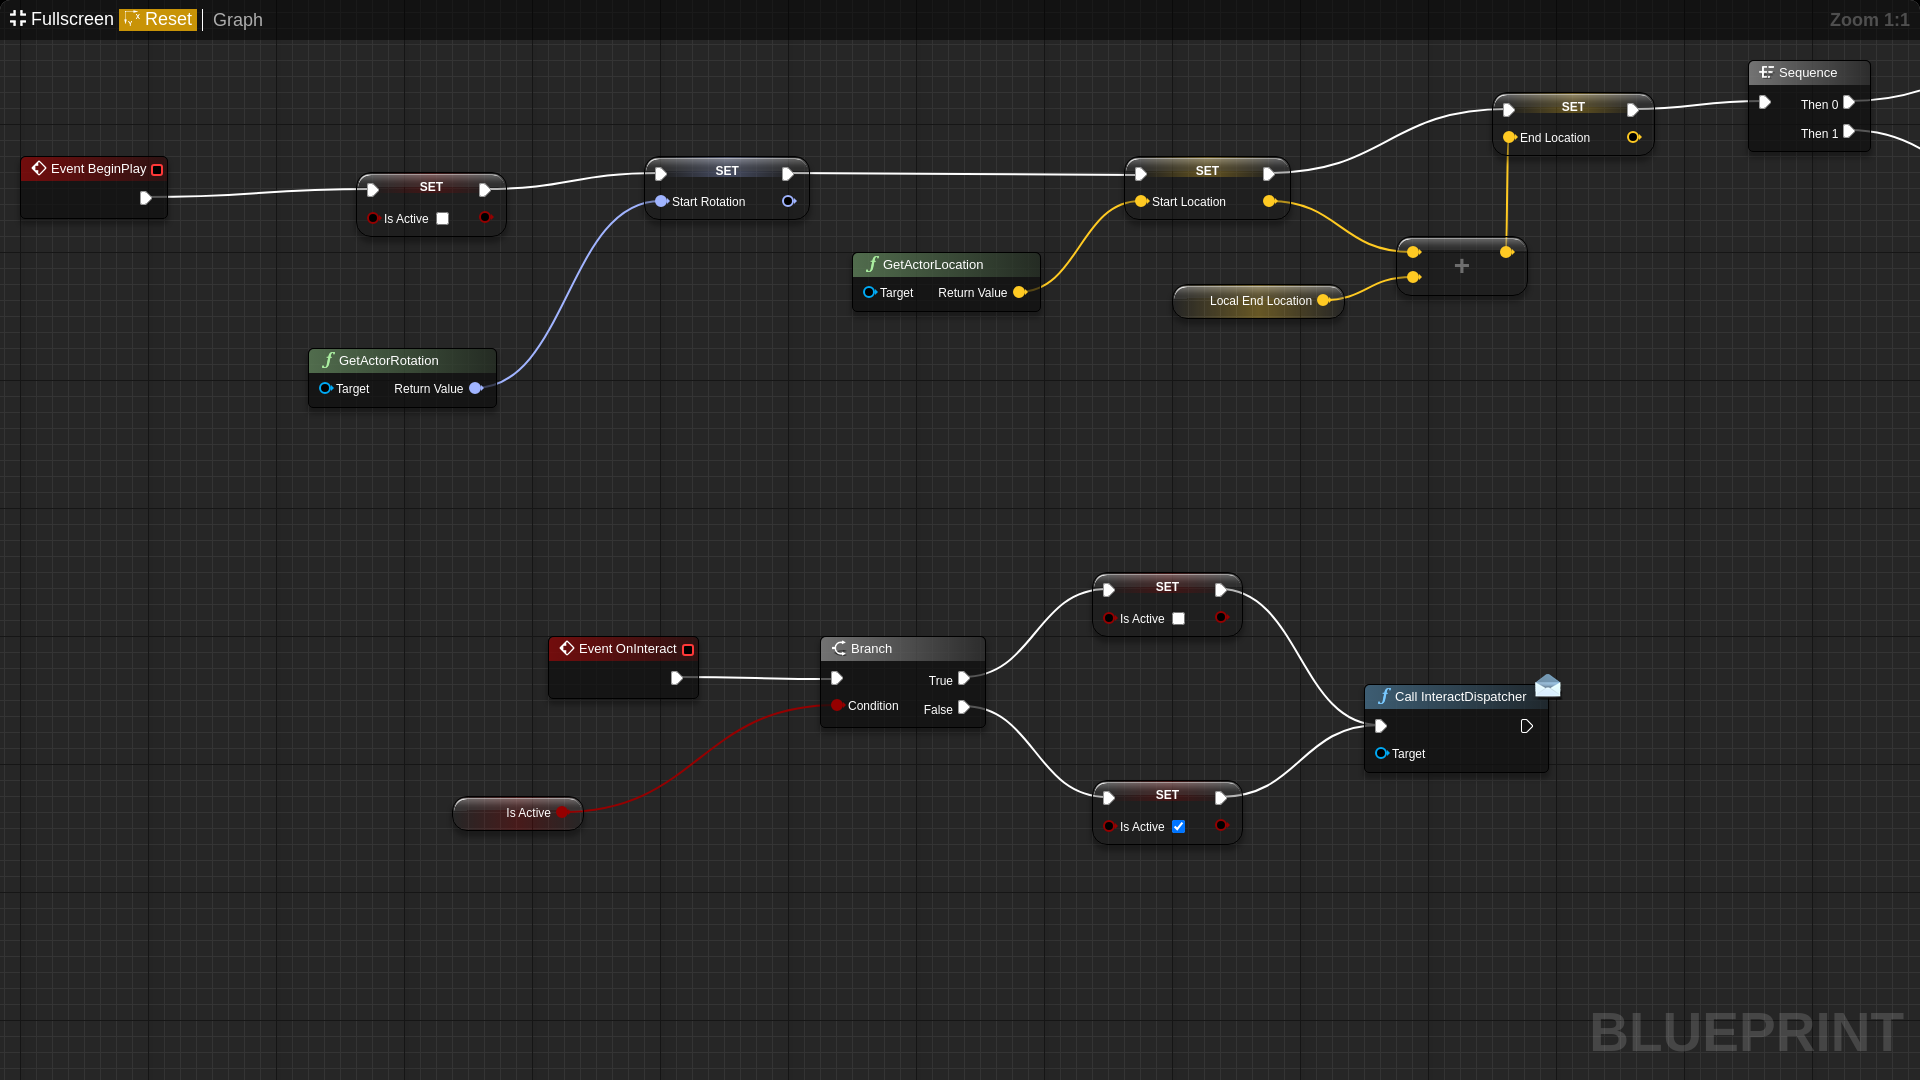 Fullscreen Reset Graph Zoom 1:1
Sequence
Then 0
Then 1
SET
End Location
Event BeginPlay
SET
Is Active
SET
Start Rotation
SET
Start Location
GetActorLocation
Target Return Value
+
Local End Location
GetActorRotation
Target Return Value
SET
Is Active
Event OnInteract
Branch
True
Condition False
Call InteractDispatcher
Target
Is Active
SET
Is Active
BLUEPRINT